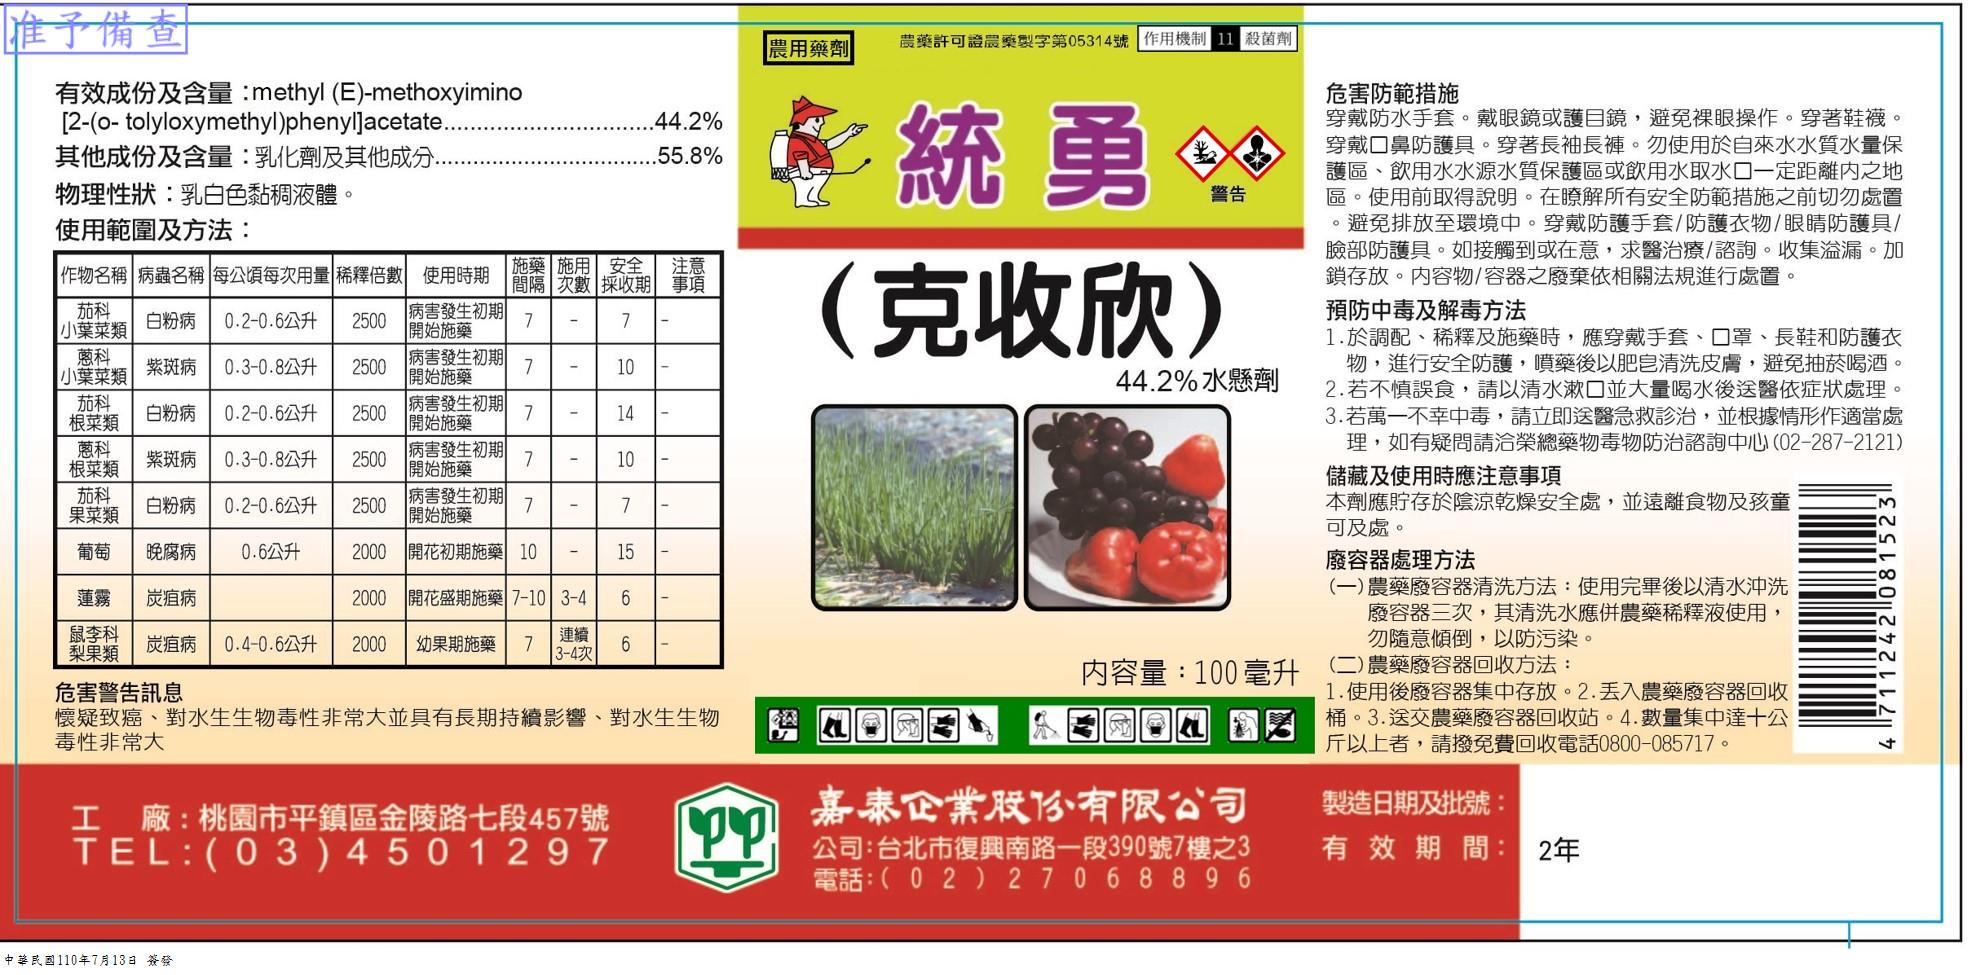 准予備查
有效成份及含量：methyl (E)-methoxyimino
[2-(o- tolyloxymethyl)phenyl]acetate................................44.2%
其他成份及含量：乳化劑及其他成分..................................55.8%
物理性狀：乳白色黏稠液體。
使用範圍及方法：
作物名稱 病蟲名稱 每公頃每次用量 稀釋倍數 使用時期 施藥間隔 施用次數 安全採收期 注意事項
茄科小葉菜類 白粉病 0.2-0.6公升 2500 病害發生初期開始施藥 7 - 7 -
蔥科小葉菜類 紫斑病 0.3-0.8公升 2500 病害發生初期開始施藥 7 - 10 -
茄科根菜類 白粉病 0.2-0.6公升 2500 病害發生初期開始施藥 7 - 14 -
蔥科根菜類 紫斑病 0.3-0.8公升 2500 病害發生初期開始施藥 7 - 10 -
茄科果菜類 白粉病 0.2-0.6公升 2500 病害發生初期開始施藥 7 - 7 -
葡萄 晚腐病 0.6公升 2000 開花初期施藥 10 - 15 -
蓮霧 炭疽病 2000 開花盛期施藥 7-10 3-4 6 -
鼠李科梨果類 炭疽病 0.4-0.6公升 2000 幼果期施藥 7 連續3-4次 6 -
危害警告訊息
懷疑致癌、對水生生物毒性非常大並具有長期持續影響、對水生生物
毒性非常大
農用藥劑
農藥許可證農藥製字第05314號
作用機制 11 殺菌劑
統勇
警告
（克收欣）
44.2%水懸劑
內容量：100毫升
危害防範措施
穿戴防水手套。戴眼鏡或護目鏡，避免裸眼操作。穿著鞋襪。
穿戴口鼻防護具。穿著長袖長褲。勿使用於自來水水質水量保
護區、飲用水水源水質保護區或飲用水取水口一定距離內之地
區。使用前取得說明。在瞭解所有安全防範措施之前切勿處置
。避免排放至環境中。穿戴防護手套/防護衣物/眼睛防護具/
臉部防護具。如接觸到或在意，求醫治療/諮詢。收集溢漏。加
鎖存放。內容物/容器之廢棄依相關法規進行處置。
預防中毒及解毒方法
1.於調配、稀釋及施藥時，應穿戴手套、口罩、長鞋和防護衣
物，進行安全防護，噴藥後以肥皂清洗皮膚，避免抽菸喝酒。
2.若不慎誤食，請以清水漱口並大量喝水後送醫依症狀處理。
3.若萬一不幸中毒，請立即送醫急救診治，並根據情形作適當處
理，如有疑問請洽榮總藥物毒物防治諮詢中心(02-287-2121)
儲藏及使用時應注意事項
本劑應貯存於陰涼乾燥安全處，並遠離食物及孩童
可及處。
廢容器處理方法
(一)農藥廢容器清洗方法：使用完畢後以清水沖洗
廢容器三次，其清洗水應併農藥稀釋液使用，
勿隨意傾倒，以防污染。
(二)農藥廢容器回收方法：
1.使用後廢容器集中存放。2.丟入農藥廢容器回收
桶。3.送交農藥廢容器回收站。4.數量集中達十公
斤以上者，請撥免費回收電話0800-085717。
4711242081523
工 廠：桃園市平鎮區金陵路七段457號
TEL:(03)4501297
嘉泰企業股份有限公司
公司:台北市復興南路一段390號7樓之3
電話:(02)27068896
製造日期及批號：
有效期間： 2年
中華民國110年7月13日 簽發